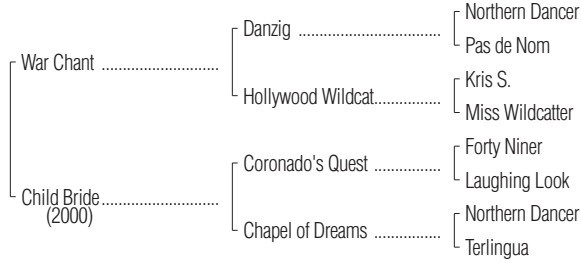 Northern Dancer
Danzig ........................................
Pas de Nom
War Chant .................................
Kris S.
Hollywood Wildcat...................
Miss Wildcatter
Forty Niner
Coronado's Quest ...................
Laughing Look
Child Bride .................................
(2000)
Northern Dancer
Chapel of Dreams ...................
Terlingua